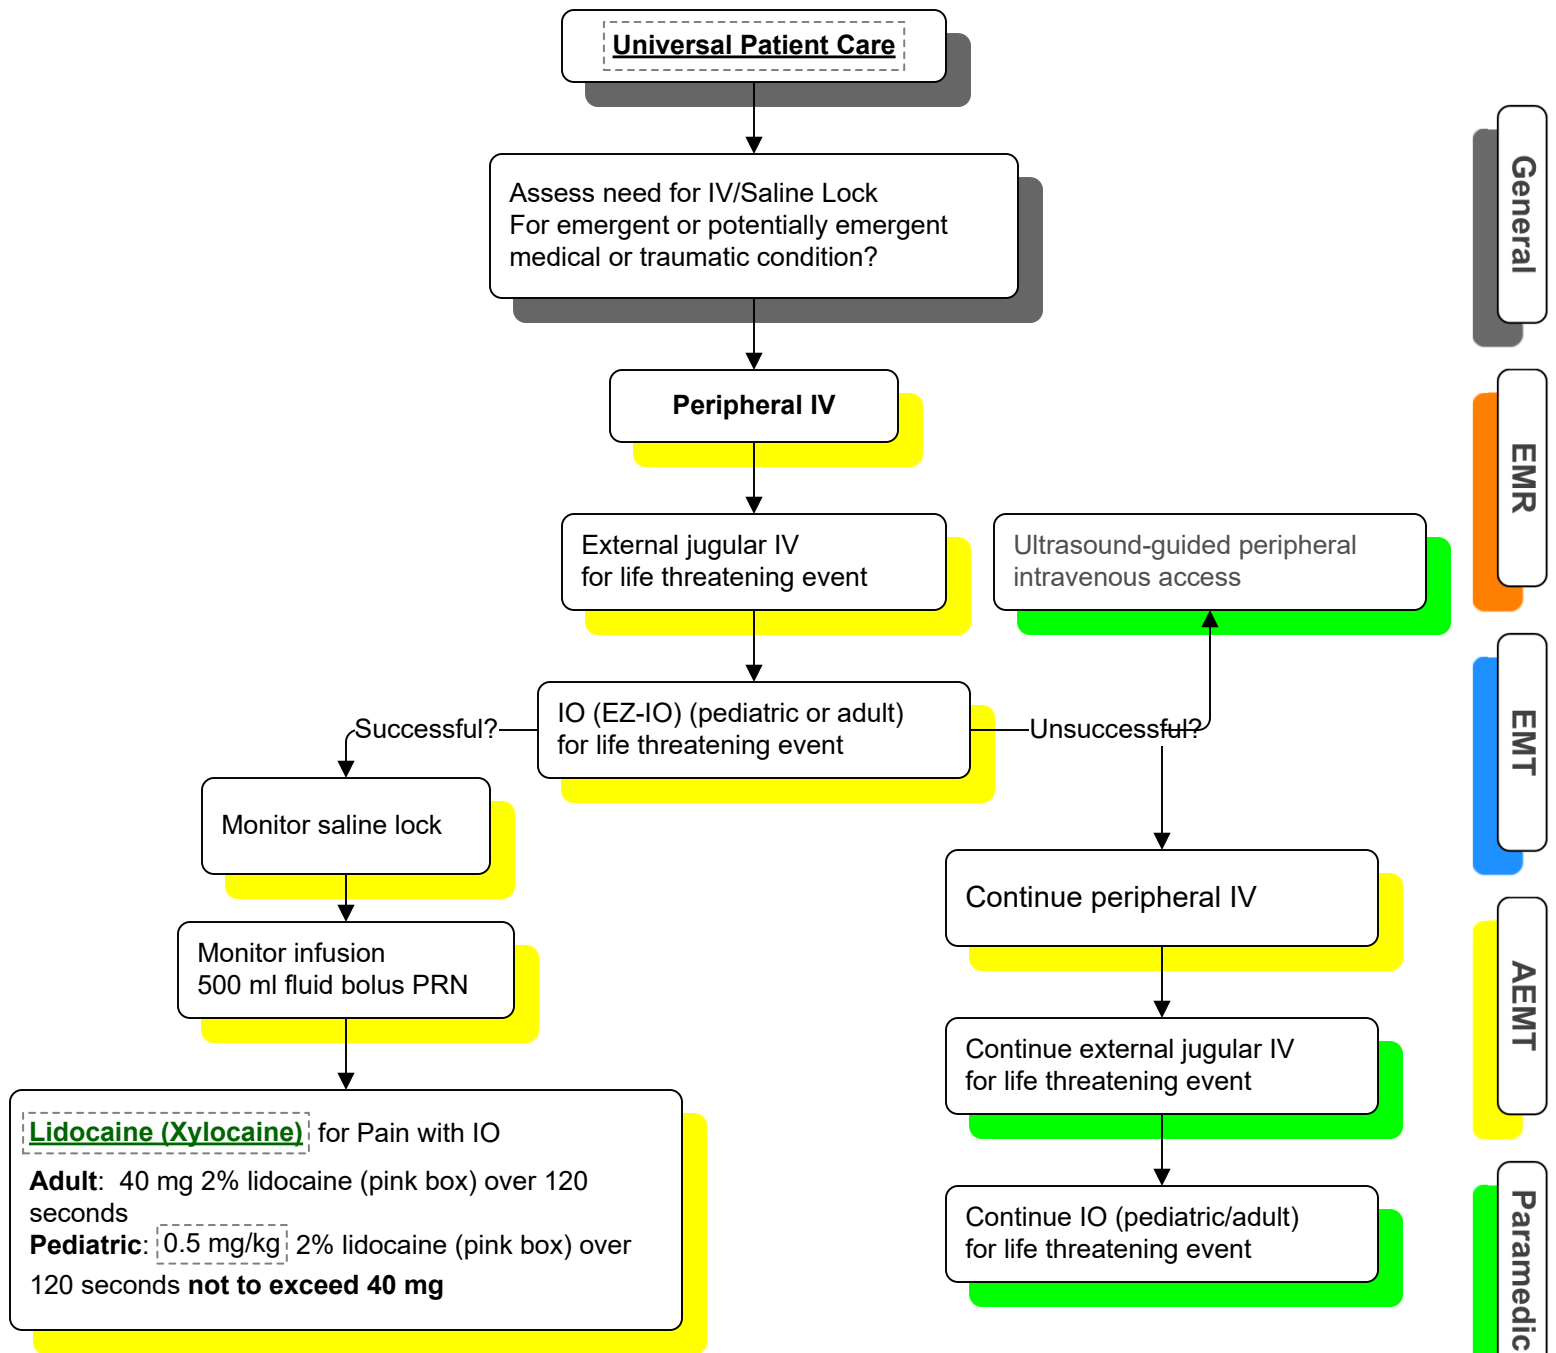 Universal Patient Care
Assess need for IV/Saline Lock
For emergent or potentially emergent
medical or traumatic condition?
Peripheral IV
External jugular IV
for life threatening event
Ultrasound-guided peripheral
intravenous access
IO (EZ-IO) (pediatric or adult)
for life threatening event
Successful?
Unsuccessful?
Monitor saline lock
Monitor infusion
500 ml fluid bolus PRN
Lidocaine (Xylocaine) for Pain with IO
Adult: 40 mg 2% lidocaine (pink box) over 120
seconds
Pediatric: 0.5 mg/kg 2% lidocaine (pink box) over
120 seconds not to exceed 40 mg
Continue peripheral IV
Continue external jugular IV
for life threatening event
Continue IO (pediatric/adult)
for life threatening event
General
EMR
EMT
AEMT
Paramedic